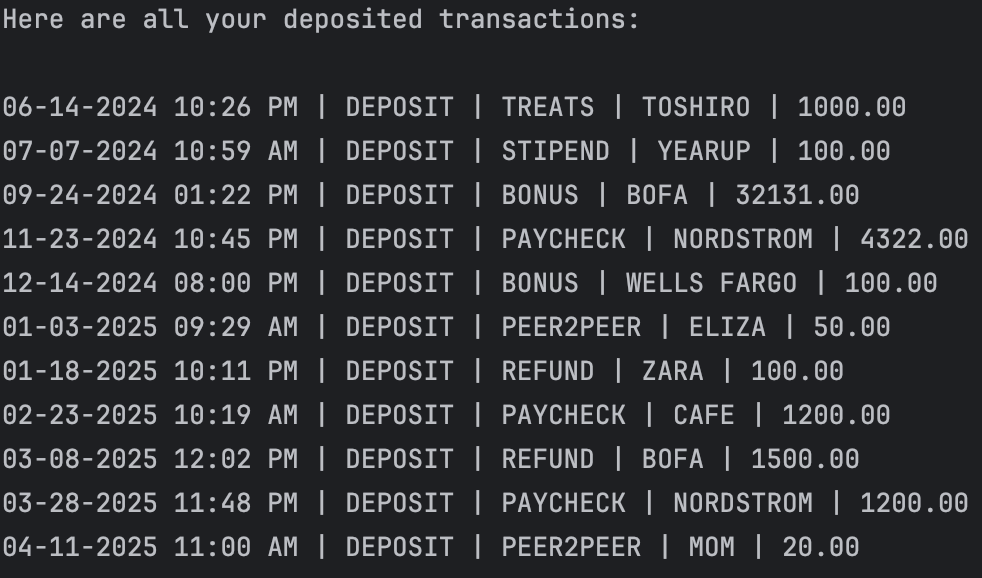 Here are all your deposited transactions:
06-14-2024 10:26 PM | DEPOSIT | TREATS | TOSHIRO | 1000.00
07-07-2024 10:59 AM | DEPOSIT | STIPEND | YEARUP | 100.00
09-24-2024 01:22 PM | DEPOSIT | BONUS | BOFA | 32131.00
11-23-2024 10:45 PM | DEPOSIT | PAYCHECK | NORDSTROM | 4322.00
12-14-2024 08:00 PM | DEPOSIT | BONUS | WELLS FARGO | 100.00
01-03-2025 09:29 AM | DEPOSIT | PEER2PEER | ELIZA | 50.00
01-18-2025 10:11 PM | DEPOSIT | REFUND | ZARA | 100.00
02-23-2025 10:19 AM | DEPOSIT | PAYCHECK | CAFE | 1200.00
03-08-2025 12:02 PM | DEPOSIT | REFUND | BOFA | 1500.00
03-28-2025 11:48 PM | DEPOSIT | PAYCHECK | NORDSTROM | 1200.00
04-11-2025 11:00 AM | DEPOSIT | PEER2PEER | MOM | 20.00